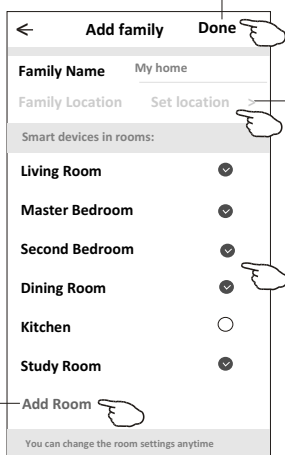 Add family Done
Family Name My home
Family Location Set location >
Smart devices in rooms:
Living Room
Master Bedroom
Second Bedroom
Dining Room
Kitchen
Study Room
Add Room
You can change the room settings anytime